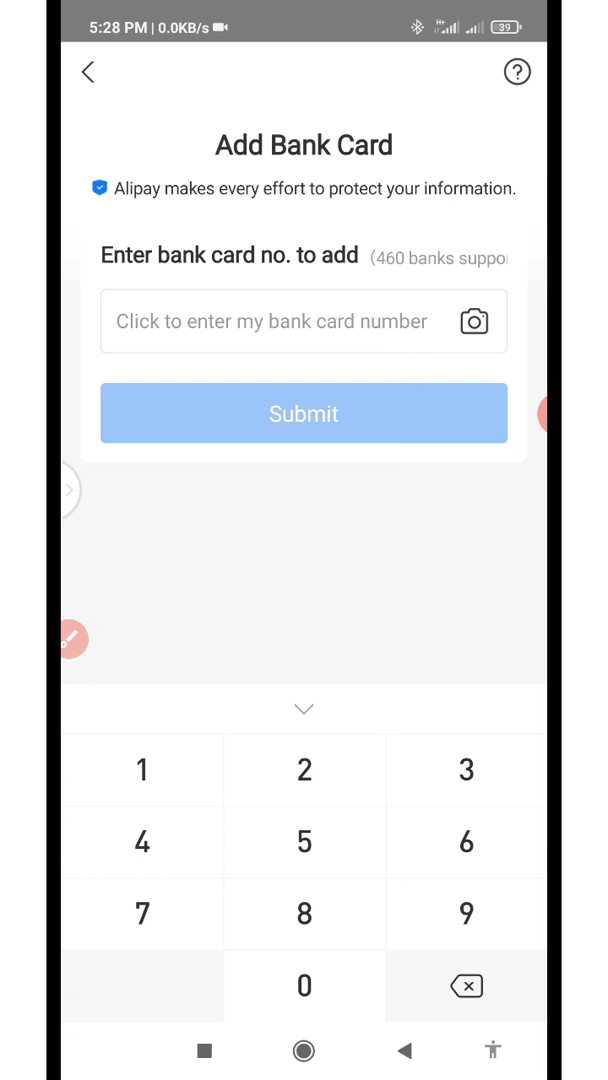 5:28 PM | 0.0KB/s H+ 39
Add Bank Card
Alipay makes every effort to protect your information.
Enter bank card no. to add (460 banks suppo
Click to enter my bank card number
Submit
1 2 3
4 5 6
7 8 9
0